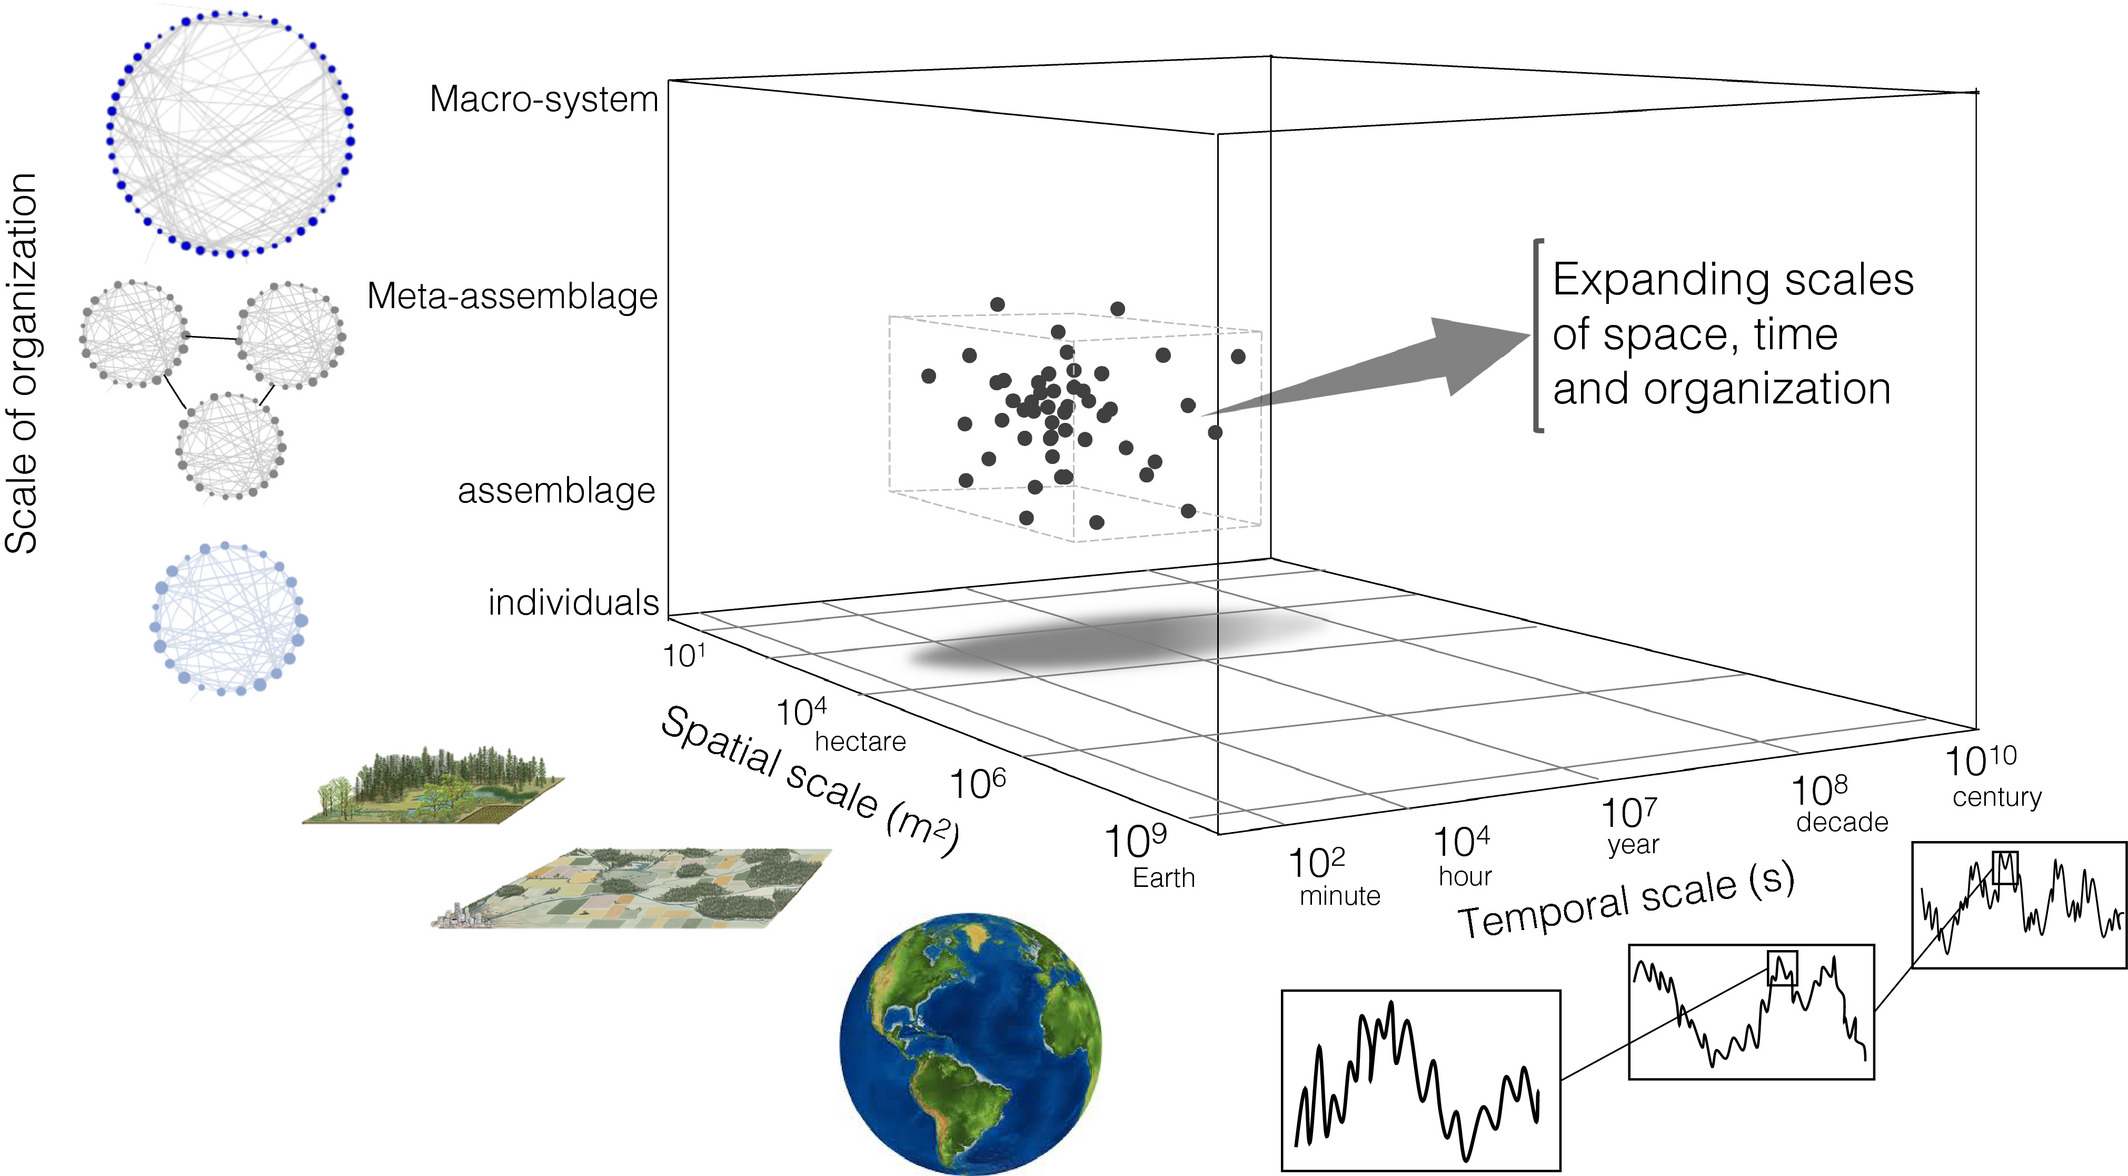 Scale of organization
Macro-system
Meta-assemblage
assemblage
individuals
Expanding scales
of space, time
and organization
10¹
10⁴
hectare
10⁶
10⁹
Earth
Spatial scale (m²)
10²
minute
10⁴
hour
10⁷
year
10⁸
decade
10¹⁰
century
Temporal scale (s)